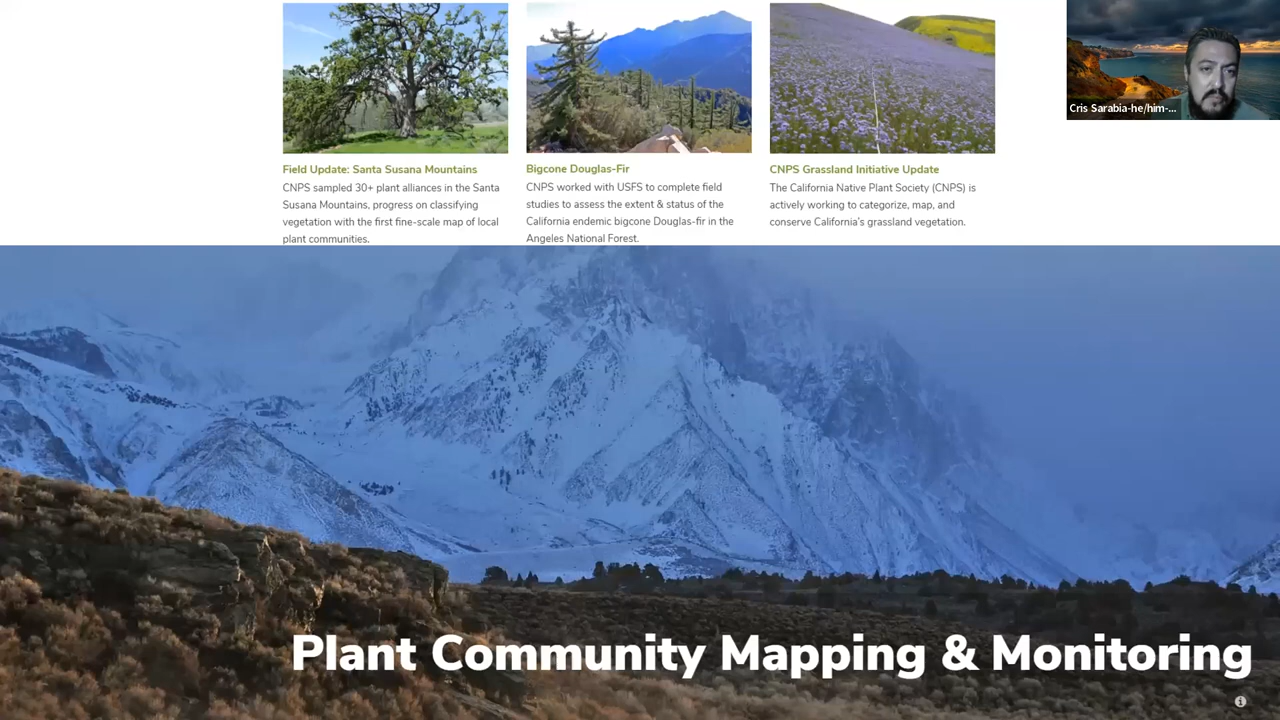 Cris Sarabia-he/him-...
Field Update: Santa Susana Mountains
CNPS sampled 30+ plant alliances in the Santa
Susana Mountains, progress on classifying
vegetation with the first fine-scale map of local
plant communities.
Bigcone Douglas-Fir
CNPS worked with USFS to complete field
studies to assess the extent & status of the
California endemic bigcone Douglas-fir in the
Angeles National Forest.
CNPS Grassland Initiative Update
The California Native Plant Society (CNPS) is
actively working to categorize, map, and
conserve California's grassland vegetation.
Plant Community Mapping & Monitoring